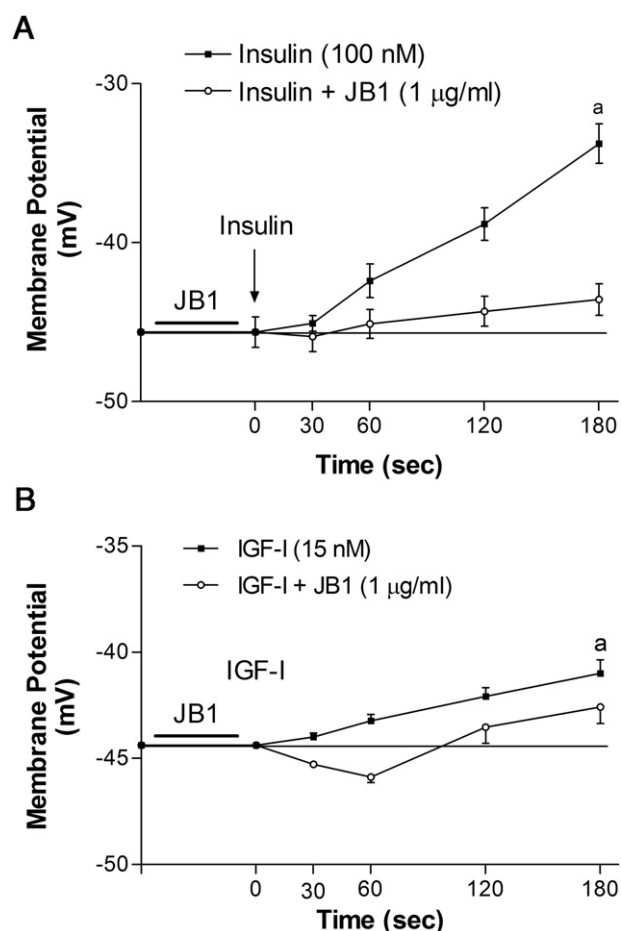 A
Insulin (100 nM)
Insulin + JB1 (1 μg/ml)
-30
a
Membrane Potential
(mV)
-40
Insulin
JB1
-50
0 30 60 120 180
Time (sec)
B
-35
IGF-I (15 nM)
IGF-I + JB1 (1 μg/ml)
-40
a
Membrane Potential
(mV)
IGF-I
JB1
-45
-50
0 30 60 120 180
Time (sec)